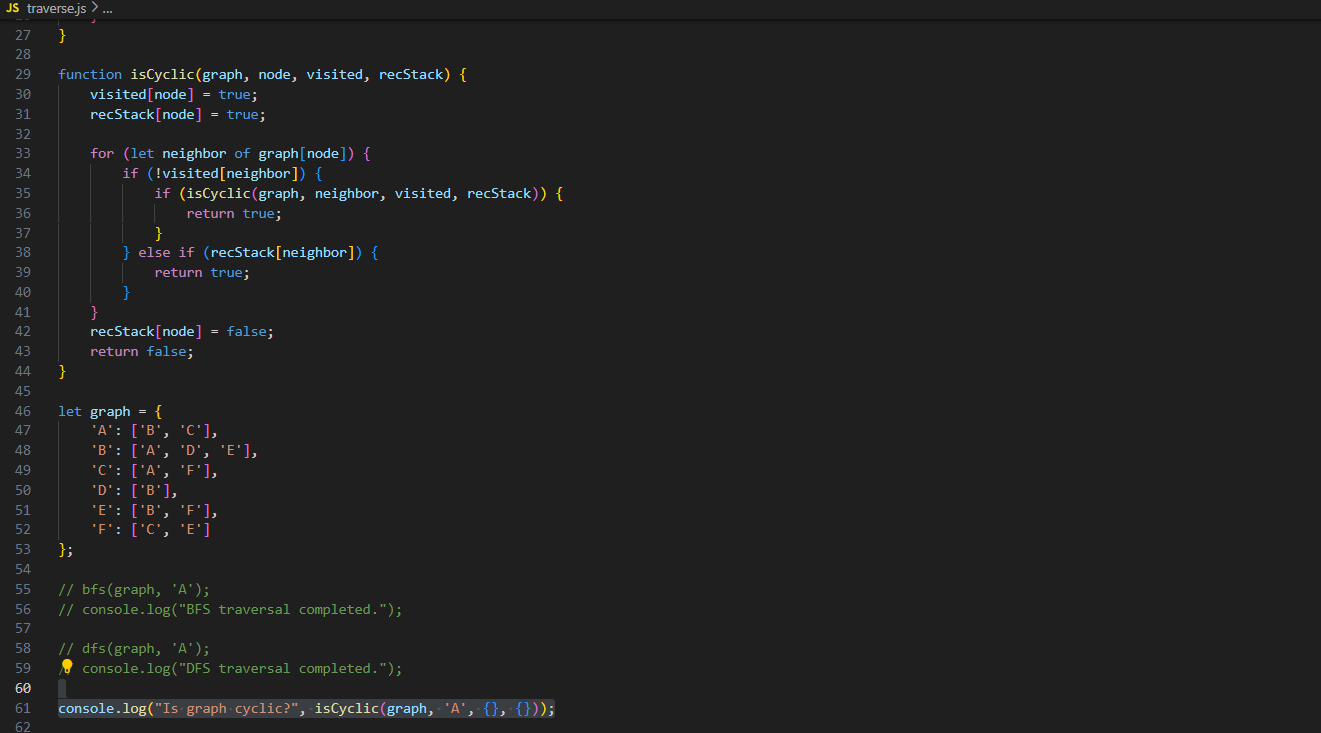 JS traverse.js > ...
27 }
28
29 function isCyclic(graph, node, visited, recStack) {
30     visited[node] = true;
31     recStack[node] = true;
32
33     for (let neighbor of graph[node]) {
34         if (!visited[neighbor]) {
35             if (isCyclic(graph, neighbor, visited, recStack)) {
36                 return true;
37             }
38         } else if (recStack[neighbor]) {
39             return true;
40         }
41     }
42     recStack[node] = false;
43     return false;
44 }
45
46 let graph = {
47     'A': ['B', 'C'],
48     'B': ['A', 'D', 'E'],
49     'C': ['A', 'F'],
50     'D': ['B'],
51     'E': ['B', 'F'],
52     'F': ['C', 'E']
53 };
54
55 // bfs(graph, 'A');
56 // console.log("BFS traversal completed.");
57
58 // dfs(graph, 'A');
59 // console.log("DFS traversal completed.");
60
61 console.log("Is graph cyclic?", isCyclic(graph, 'A', {}, {}));
62